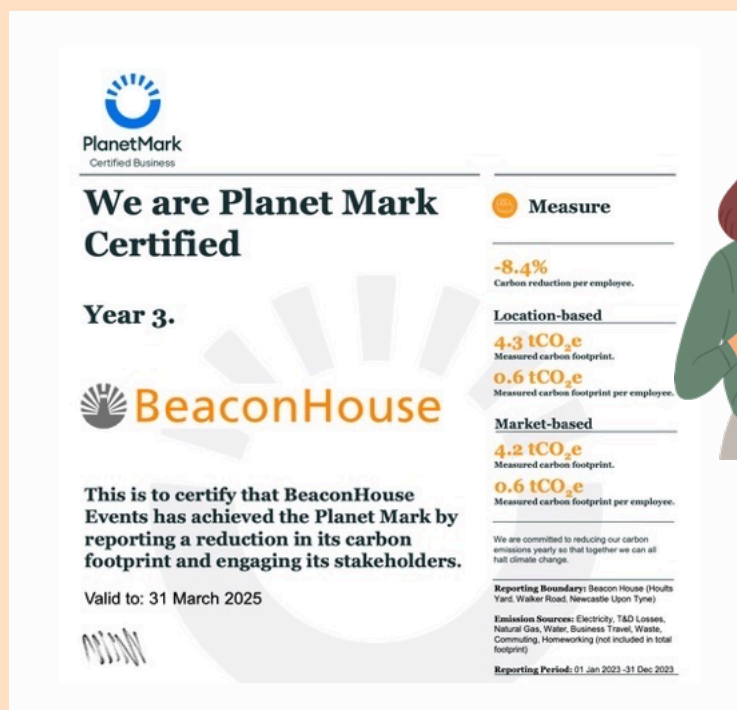 PlanetMark
Certified Business
We are Planet Mark
Certified
Year 3.
BeaconHouse
This is to certify that BeaconHouse
Events has achieved the Planet Mark by
reporting a reduction in its carbon
footprint and engaging its stakeholders.
Valid to: 31 March 2025
Measure
-8.4%
Carbon reduction per employee.
Location-based
4.3 tCO₂e
Measured carbon footprint.
0.6 tCO₂e
Measured carbon footprint per employee.
Market-based
4.2 tCO₂e
Measured carbon footprint.
0.6 tCO₂e
Measured carbon footprint per employee.
We are committed to reducing our carbon
emissions yearly so that together we can all
halt climate change.
Reporting Boundary: Beacon House (Hoults
Yard, Walker Road, Newcastle Upon Tyne)
Emission Sources: Electricity, T&D Losses,
Natural Gas, Water, Business Travel, Waste,
Commuting, Homeworking (not included in total
footprint)
Reporting Period: 01 Jan 2023 -31 Dec 2023